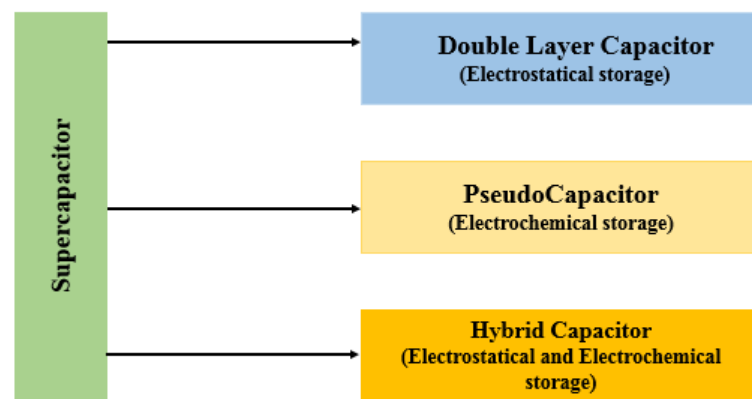 Supercapacitor
Double Layer Capacitor
(Electrostatical storage)
PseudoCapacitor
(Electrochemical storage)
Hybrid Capacitor
(Electrostatical and Electrochemical
storage)